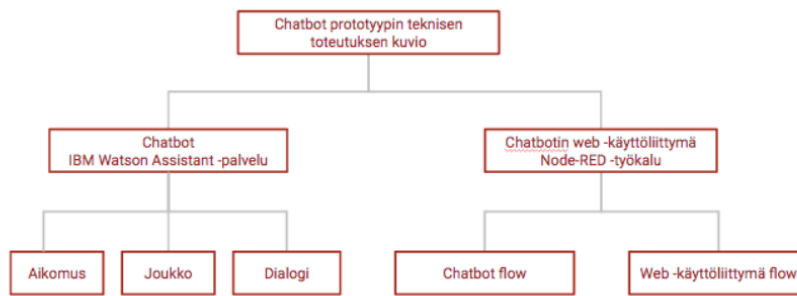 Chatbot prototyypin teknisen
toteutuksen kuvio
Chatbot
IBM Watson Assistant -palvelu
Chatbotin web -käyttöliittymä
Node-RED -työkalu
Aikomus
Joukko
Dialogi
Chatbot flow
Web -käyttöliittymä flow